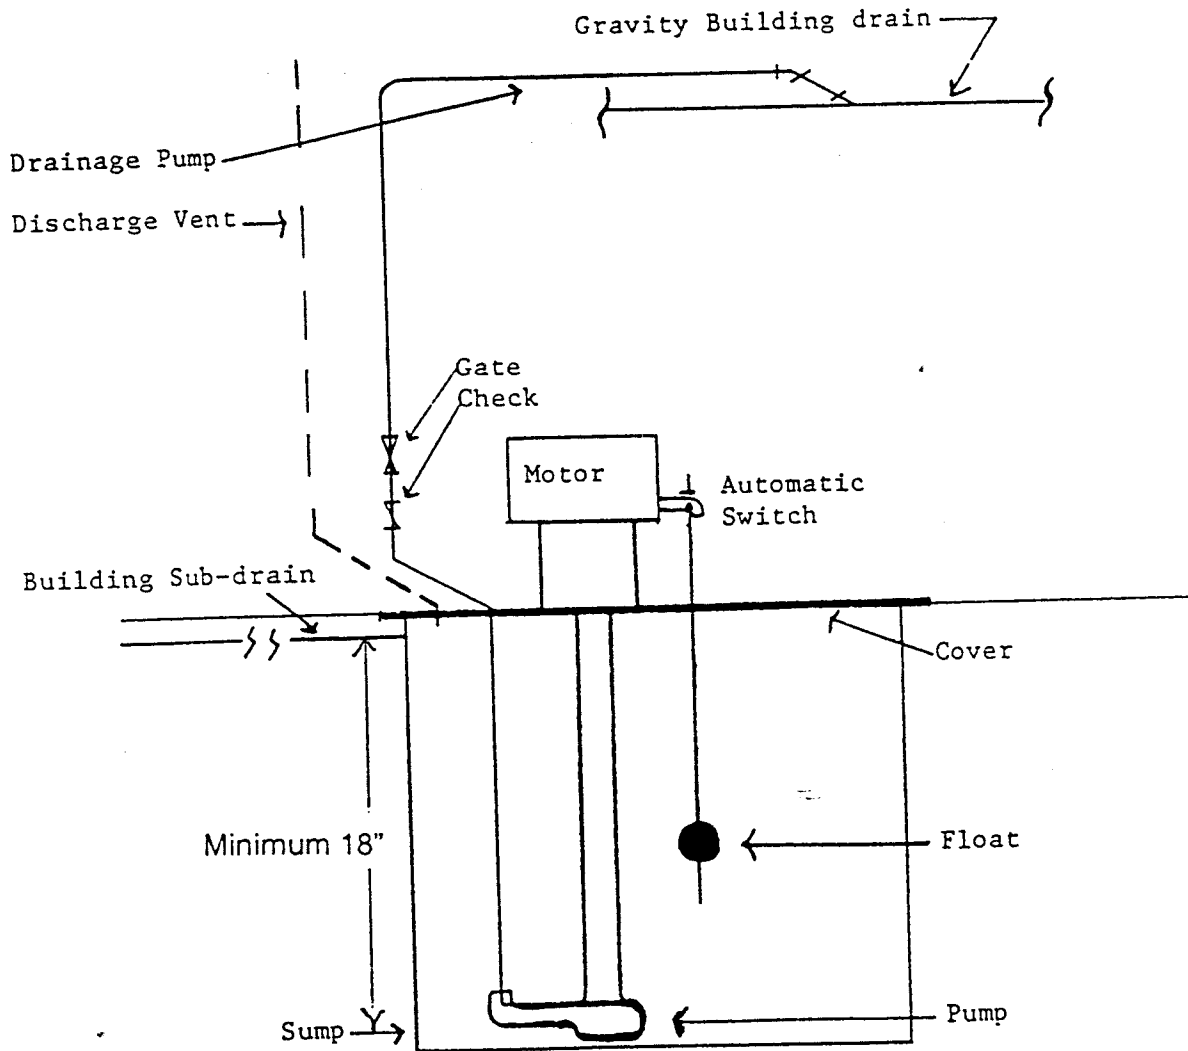 Gravity Building drain
Drainage Pump
Discharge Vent
Gate
Check
Motor
Automatic
Switch
Building Sub-drain
Cover
Minimum 18"
Float
Sump
Pump